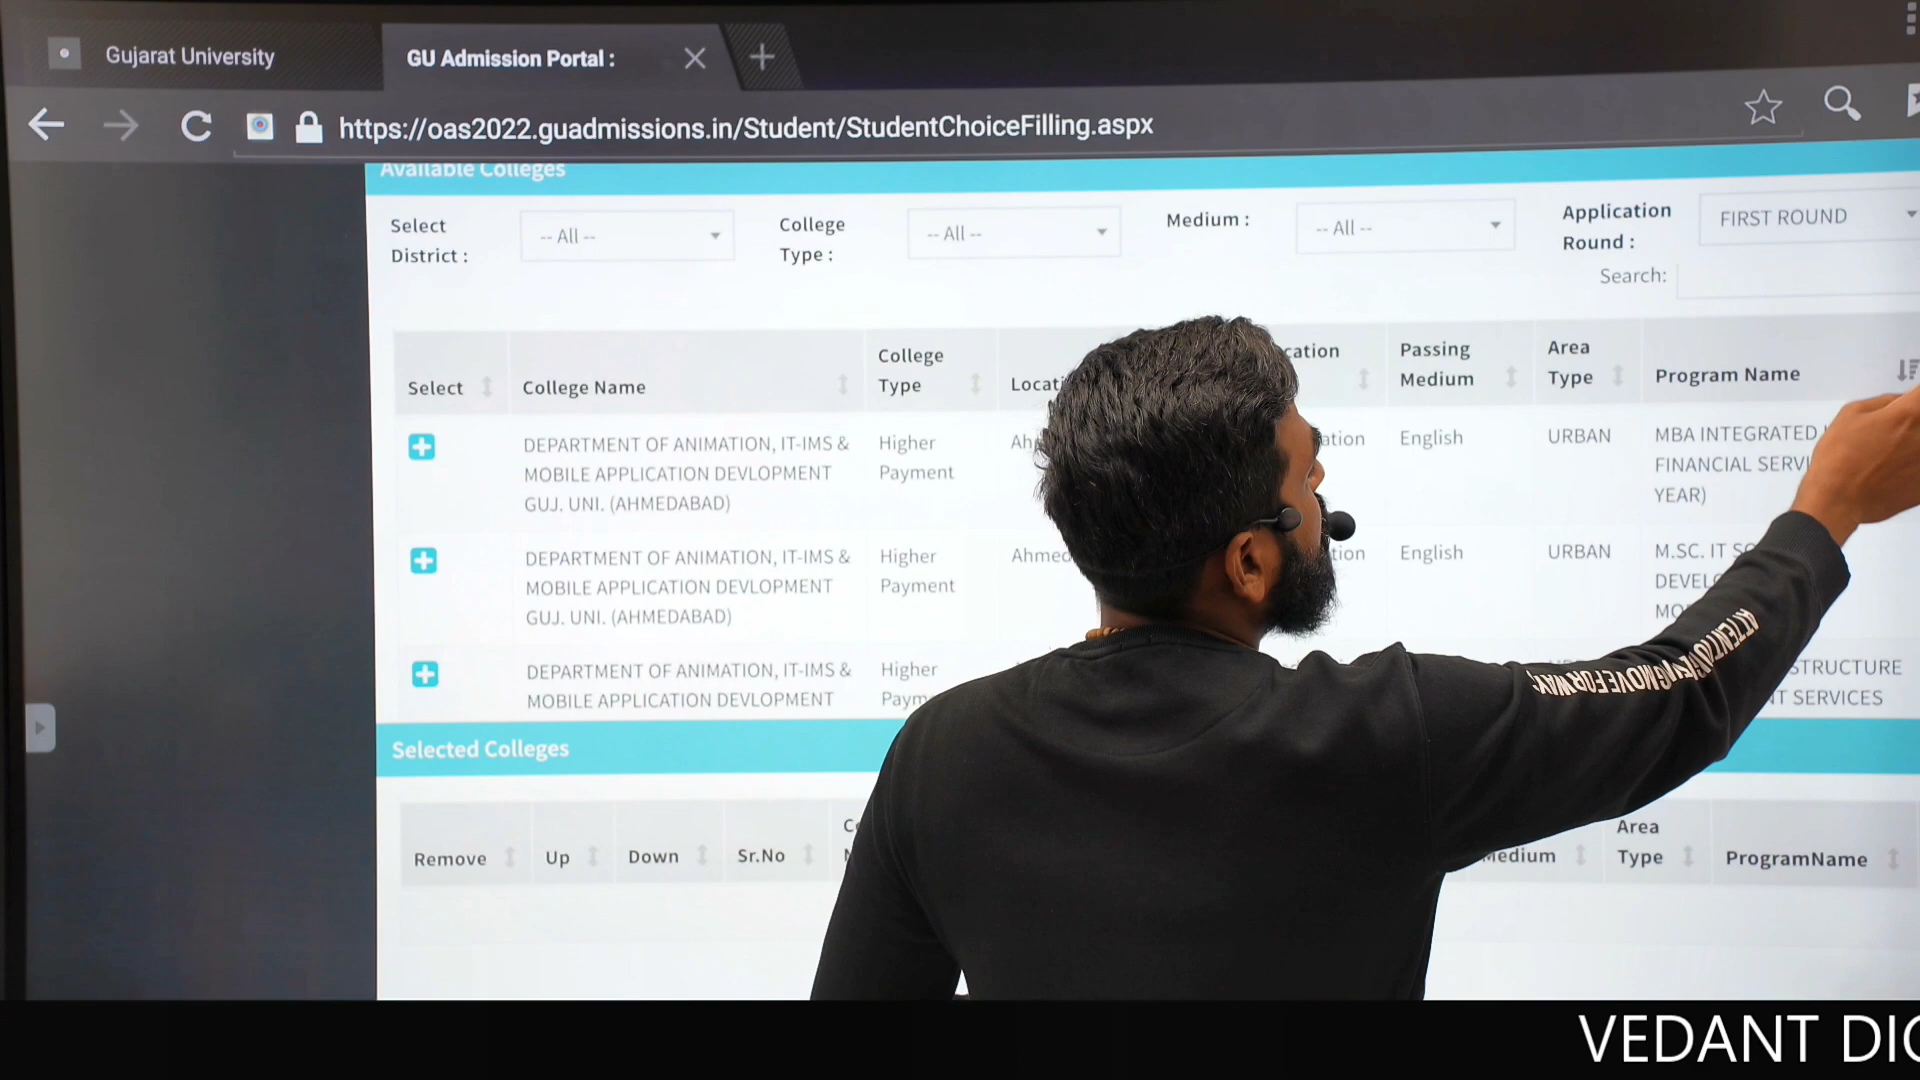 Gujarat University
GU Admission Portal :
https://oas2022.guadmissions.in/Student/StudentChoiceFilling.aspx
Available Colleges
Select District : -- All -- College Type : -- All -- Medium : -- All -- Application Round : FIRST ROUND
Search:
Select College Name College Type Passing Medium Area Type Program Name
DEPARTMENT OF ANIMATION, IT-IMS & Higher English URBAN MBA INTEGRATED
MOBILE APPLICATION DEVLOPMENT Payment FINANCIAL
GUJ. UNI. (AHMEDABAD) YEAR)
DEPARTMENT OF ANIMATION, IT-IMS & Higher English URBAN M.SC. IT
MOBILE APPLICATION DEVLOPMENT Payment
GUJ. UNI. (AHMEDABAD)
DEPARTMENT OF ANIMATION, IT-IMS & Higher
MOBILE APPLICATION DEVLOPMENT SERVICES
Selected Colleges
Remove Up Down Sr.No Medium Area Type ProgramName
VEDANT